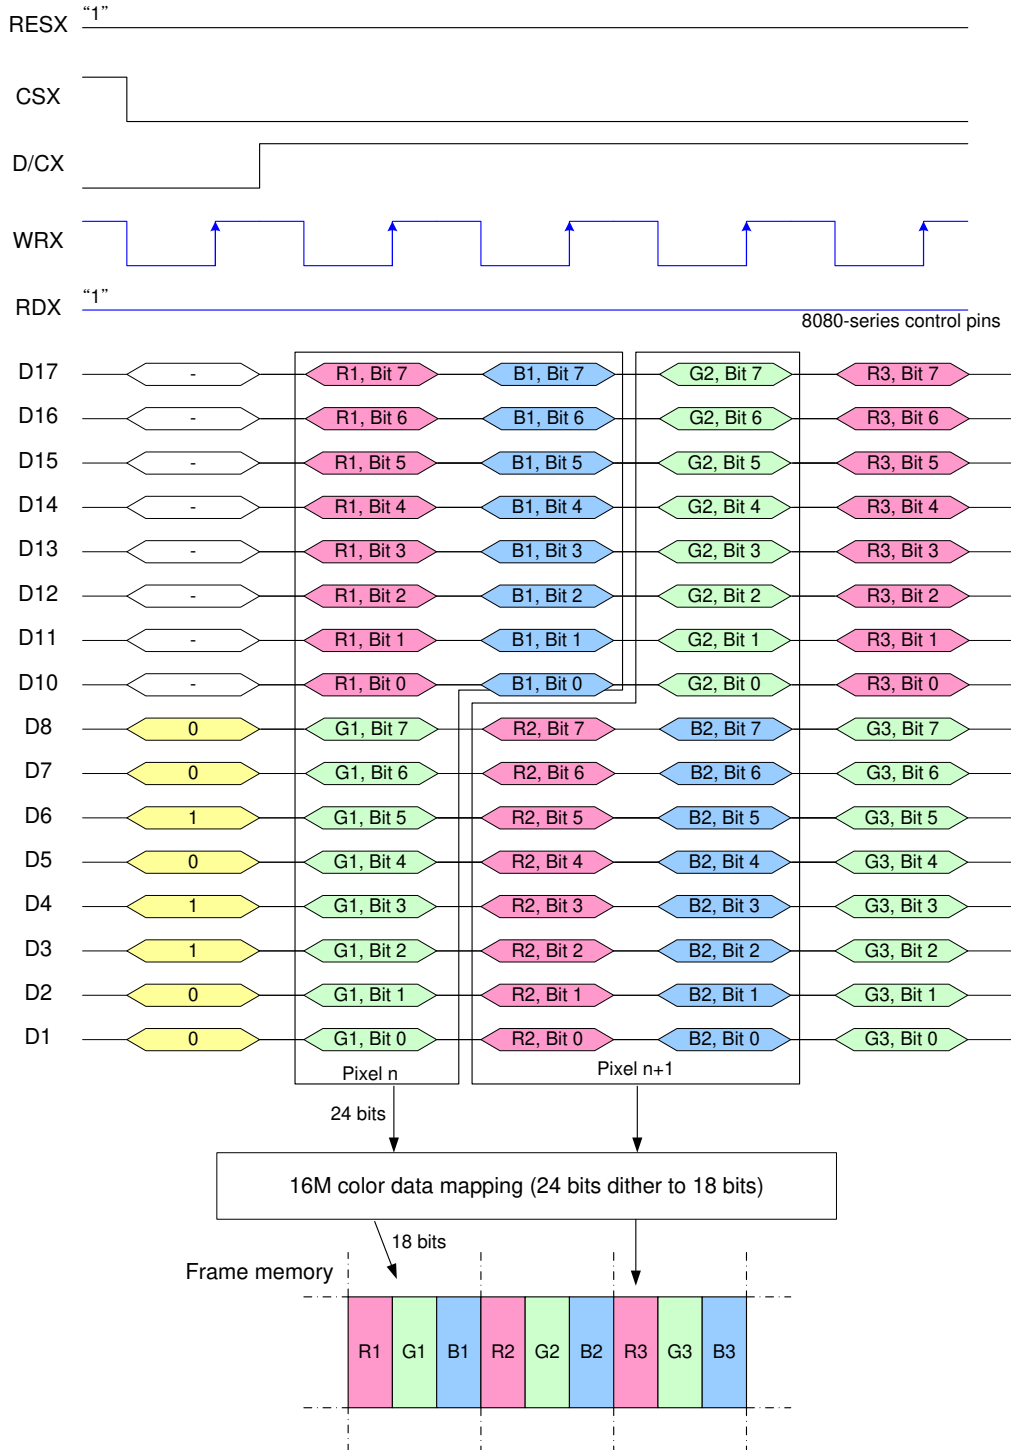 RESX “1”
CSX
D/CX
WRX
RDX “1”
8080-series control pins
D17 - R1, Bit 7 B1, Bit 7 G2, Bit 7 R3, Bit 7
D16 - R1, Bit 6 B1, Bit 6 G2, Bit 6 R3, Bit 6
D15 - R1, Bit 5 B1, Bit 5 G2, Bit 5 R3, Bit 5
D14 - R1, Bit 4 B1, Bit 4 G2, Bit 4 R3, Bit 4
D13 - R1, Bit 3 B1, Bit 3 G2, Bit 3 R3, Bit 3
D12 - R1, Bit 2 B1, Bit 2 G2, Bit 2 R3, Bit 2
D11 - R1, Bit 1 B1, Bit 1 G2, Bit 1 R3, Bit 1
D10 - R1, Bit 0 B1, Bit 0 G2, Bit 0 R3, Bit 0
D8 0 G1, Bit 7 R2, Bit 7 B2, Bit 7 G3, Bit 7
D7 0 G1, Bit 6 R2, Bit 6 B2, Bit 6 G3, Bit 6
D6 1 G1, Bit 5 R2, Bit 5 B2, Bit 5 G3, Bit 5
D5 0 G1, Bit 4 R2, Bit 4 B2, Bit 4 G3, Bit 4
D4 1 G1, Bit 3 R2, Bit 3 B2, Bit 3 G3, Bit 3
D3 1 G1, Bit 2 R2, Bit 2 B2, Bit 2 G3, Bit 2
D2 0 G1, Bit 1 R2, Bit 1 B2, Bit 1 G3, Bit 1
D1 0 G1, Bit 0 R2, Bit 0 B2, Bit 0 G3, Bit 0
Pixel n Pixel n+1
24 bits
16M color data mapping (24 bits dither to 18 bits)
18 bits
Frame memory
R1 G1 B1 R2 G2 B2 R3 G3 B3